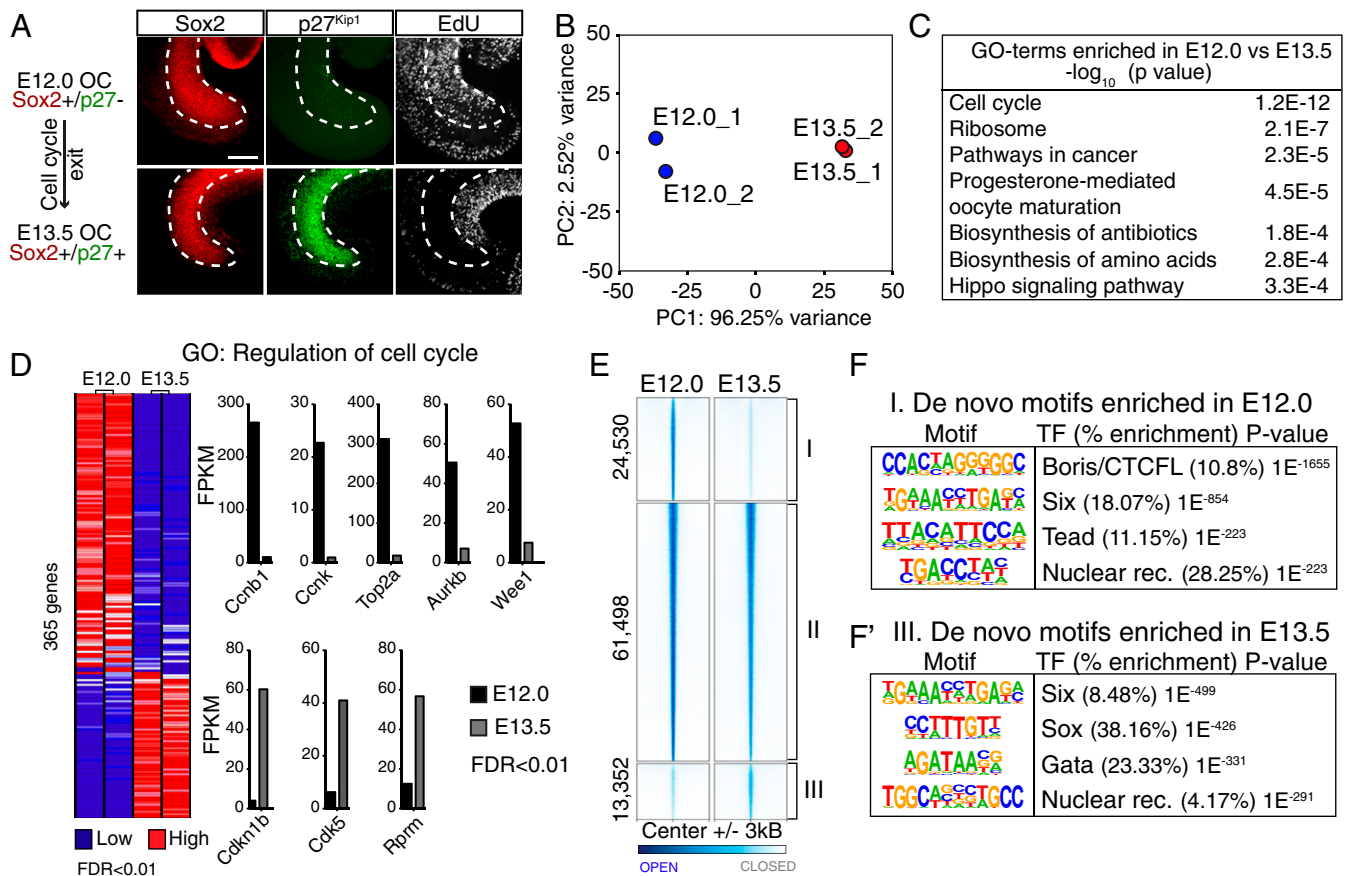 A
Sox2
p27Kip1
EdU
E12.0 OC
Sox2+/p27-
Cell cycle
exit
E13.5 OC
Sox2+/p27+
B
PC2: 2.52% variance
50
25
0
-25
-50
E12.0_1
E12.0_2
E13.5_2
E13.5_1
-50
-25
0
25
50
PC1: 96.25% variance
C
GO-terms enriched in E12.0 vs E13.5
-log10 (p value)
Cell cycle 1.2E-12
Ribosome 2.1E-7
Pathways in cancer 2.3E-5
Progesterone-mediated
oocyte maturation 4.5E-5
Biosynthesis of antibiotics 1.8E-4
Biosynthesis of amino acids 2.8E-4
Hippo signaling pathway 3.3E-4
D
GO: Regulation of cell cycle
E12.0 E13.5
365 genes
Low
High
FDR<0.01
FPKM
300
200
100
0
Ccnb1
30
20
10
0
Ccnk
400
300
200
100
0
Top2a
80
60
40
20
0
Aurkb
60
40
20
0
Wee1
FPKM
80
60
40
20
0
Cdkn1b
60
40
20
0
Cdk5
80
60
40
20
0
Rprm
E12.0
E13.5
FDR<0.01
E
E12.0 E13.5
24,530
I
61,498
II
13,352
III
Center +/- 3kB
OPEN
CLOSED
F
I. De novo motifs enriched in E12.0
Motif TF (% enrichment) P-value
Boris/CTCFL (10.8%) 1E-1655
Six (18.07%) 1E-854
Tead (11.15%) 1E-223
Nuclear rec. (28.25%) 1E-223
F' III. De novo motifs enriched in E13.5
Motif TF (% enrichment) P-value
Six (8.48%) 1E-499
Sox (38.16%) 1E-426
Gata (23.33%) 1E-331
Nuclear rec. (4.17%) 1E-291